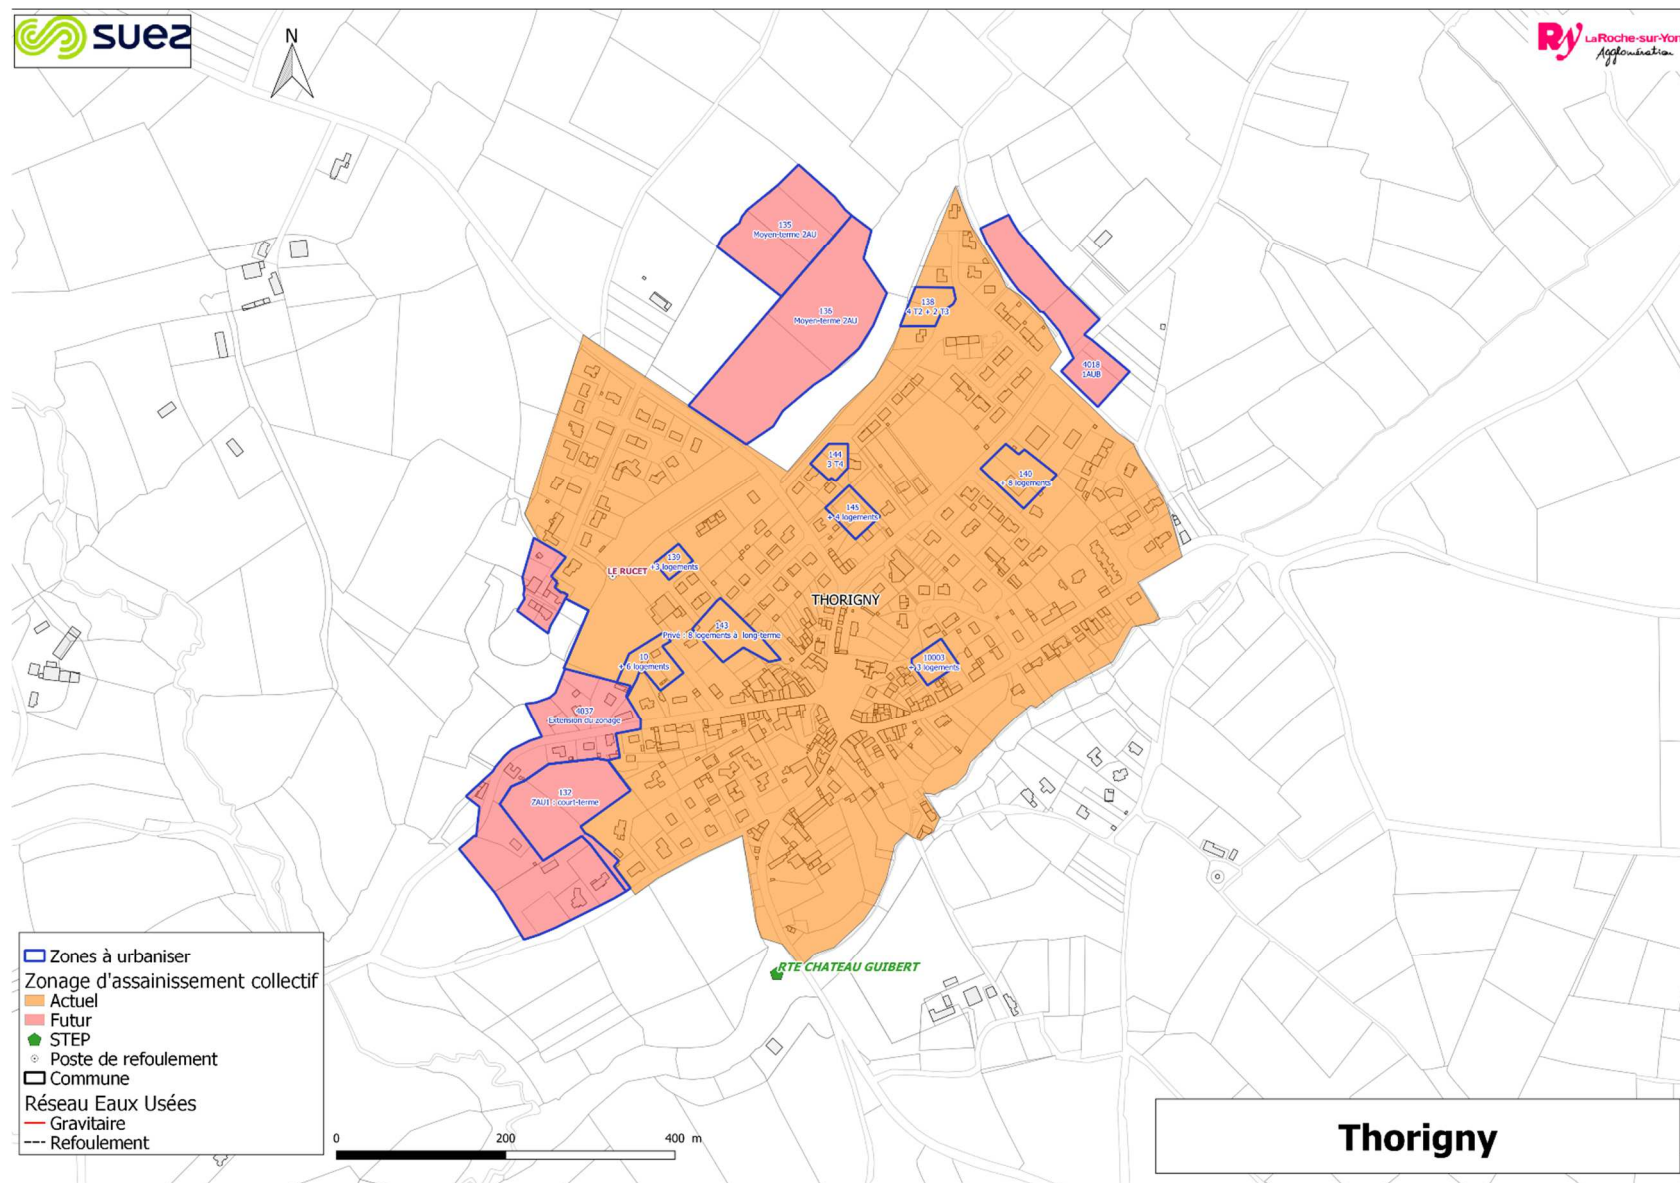 suez
N
Ry LaRoche-sur-Yon
Agglomération
135
Moyen-terme 2AU
136
Moyen-terme 2AU
138
4 T2 + 2 T3
4018
1AUB
144
3 T4
140
+ 8 logements
145
+ 4 logements
139
+3 logements
LE RUCET
THORIGNY
143
Privé : 8 logements à long-terme
10
+ 6 logements
10003
+ 3 logements
4037
Extension du zonage
132
ZAU1 : court-terme
RTE CHATEAU GUIBERT
Zones à urbaniser
Zonage d'assainissement collectif
Actuel
Futur
STEP
Poste de refoulement
Commune
Réseau Eaux Usées
Gravitaire
Refoulement
0 200 400 m
Thorigny